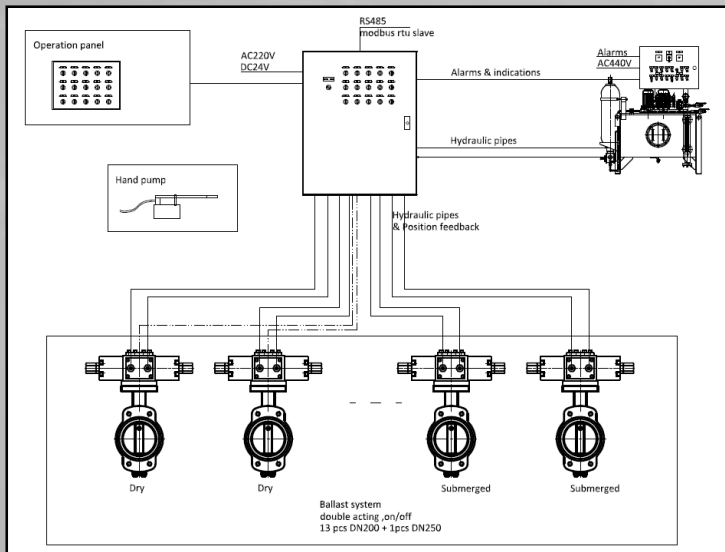 RS485
modbus rtu slave
Operation panel
AC220V
DC24V
Alarms
AC440V
Alarms & indications
Hydraulic pipes
Hand pump
Hydraulic pipes
& Position feedback
Dry
Dry
Submerged
Submerged
Ballast system
double acting ,on/off
13 pcs DN200 + 1pcs DN250